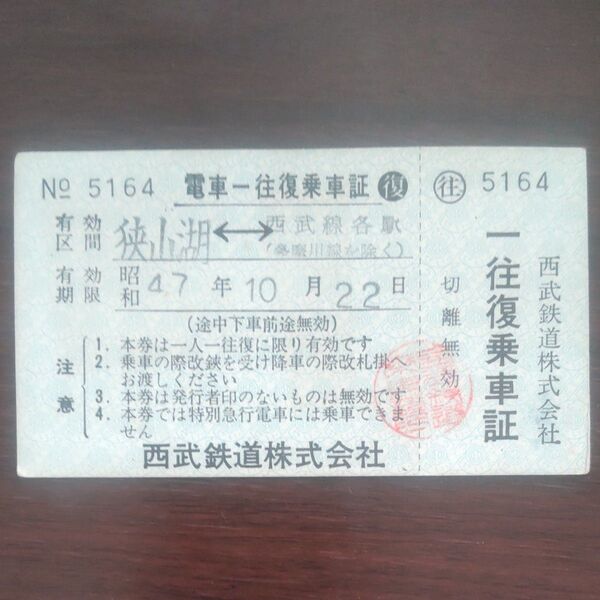 No 5164 電車一往復乗車証 復
有効区間 狭山湖 ↔ 西武線各駅
(多摩川線を除く)
有効期限 昭和 47 年 10 月 22 日
(途中下車前途無効)
注意
1. 本券は一人一往復に限り有効です
2. 乗車の際改鋏を受け降車の際改札掛へ
お渡しください
3. 本券は発行者印のないものは無効です
4. 本券では特別急行電車には乗車できま
せん
西武鉄道株式会社
往 5164
西武鉄道株式会社
一往復乗車証
切離無効